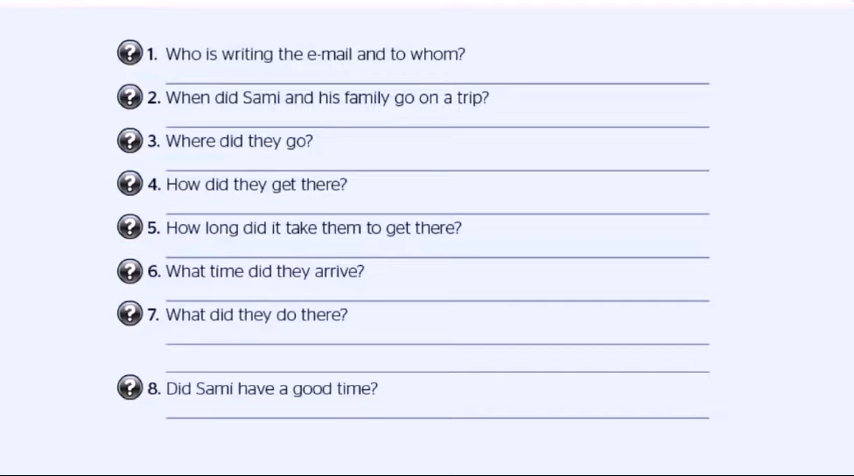 1. Who is writing the e-mail and to whom?
2. When did Sami and his family go on a trip?
3. Where did they go?
4. How did they get there?
5. How long did it take them to get there?
6. What time did they arrive?
7. What did they do there?
8. Did Sami have a good time?